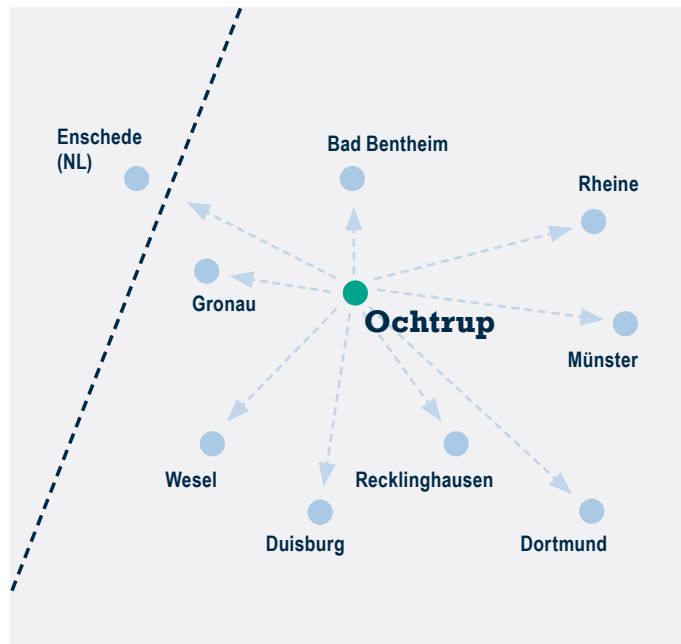 Enschede
(NL)
Bad Bentheim
Rheine
Gronau
Ochtrup
Münster
Wesel
Recklinghausen
Duisburg
Dortmund